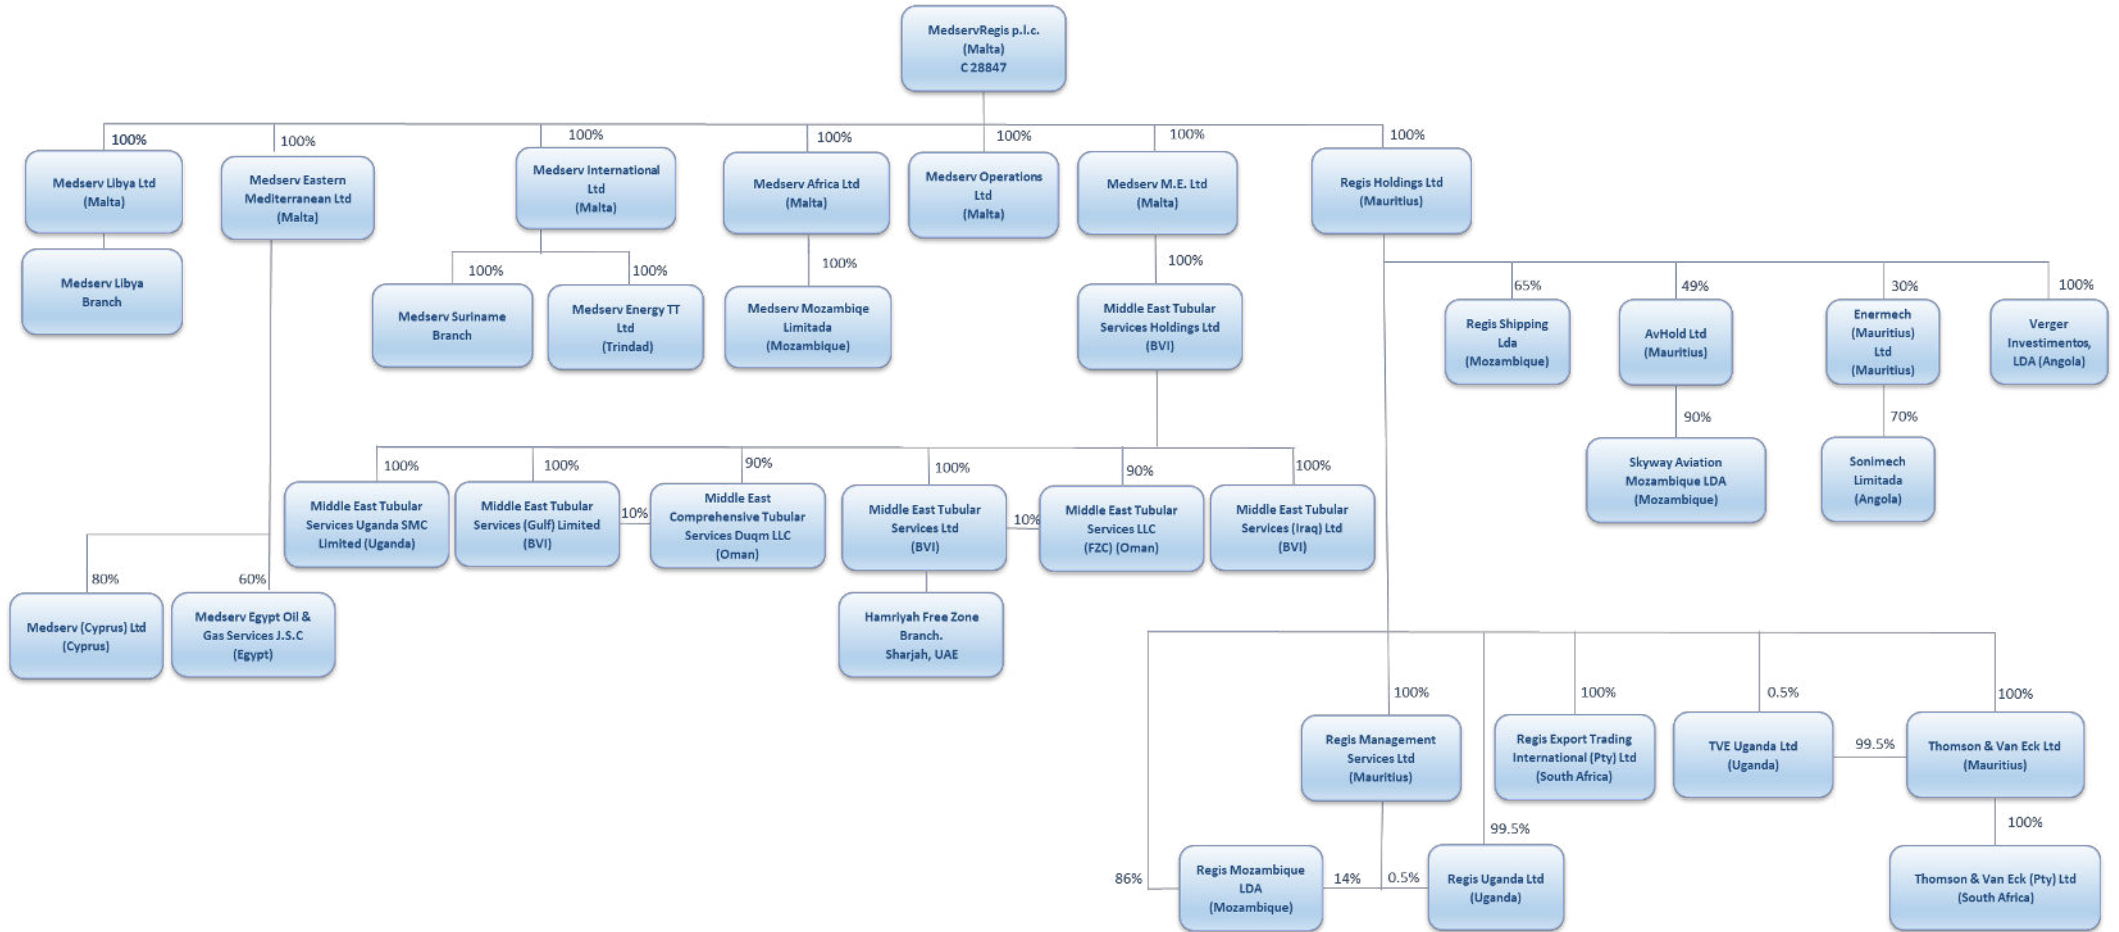 MedservRegis p.l.c.
(Malta)
C 28847
100%
100%
100%
100%
100%
100%
100%
Medserv Libya Ltd
(Malta)
Medserv Eastern
Mediterranean Ltd
(Malta)
Medserv International
Ltd
(Malta)
Medserv Africa Ltd
(Malta)
Medserv Operations
Ltd
(Malta)
Medserv M.E. Ltd
(Malta)
Regis Holdings Ltd
(Mauritius)
Medserv Libya
Branch
100%
100%
100%
100%
65%
49%
30%
100%
Medserv Suriname
Branch
Medserv Energy TT
Ltd
(Trindad)
Medserv Mozambiqe
Limitada
(Mozambique)
Middle East Tubular
Services Holdings Ltd
(BVI)
Regis Shipping
Lda
(Mozambique)
AvHold Ltd
(Mauritius)
Enermech
(Mauritius)
Ltd
(Mauritius)
Verger
Investimentos,
LDA (Angola)
90%
70%
Skyway Aviation
Mozambique LDA
(Mozambique)
Sonimech
Limitada
(Angola)
100%
100%
90%
100%
90%
100%
Middle East Tubular
Services Uganda SMC
Limited (Uganda)
Middle East Tubular
Services (Gulf) Limited
(BVI)
10%
Middle East
Comprehensive Tubular
Services Duqm LLC
(Oman)
Middle East Tubular
Services Ltd
(BVI)
10%
Middle East Tubular
Services LLC
(FZC) (Oman)
Middle East Tubular
Services (Iraq) Ltd
(BVI)
80%
60%
Medserv (Cyprus) Ltd
(Cyprus)
Medserv Egypt Oil &
Gas Services J.S.C
(Egypt)
Hamriyah Free Zone
Branch.
Sharjah, UAE
100%
100%
0.5%
100%
Regis Management
Services Ltd
(Mauritius)
Regis Export Trading
International (Pty) Ltd
(South Africa)
TVE Uganda Ltd
(Uganda)
99.5%
Thomson & Van Eck Ltd
(Mauritius)
99.5%
100%
86%
Regis Mozambique
LDA
(Mozambique)
14%
0.5%
Regis Uganda Ltd
(Uganda)
Thomson & Van Eck (Pty) Ltd
(South Africa)